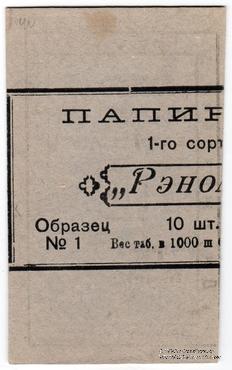 ПАПИР
1-го сорт
„Рэно
Образец 10 шт.
№ 1 Вес таб. в 1000 ш